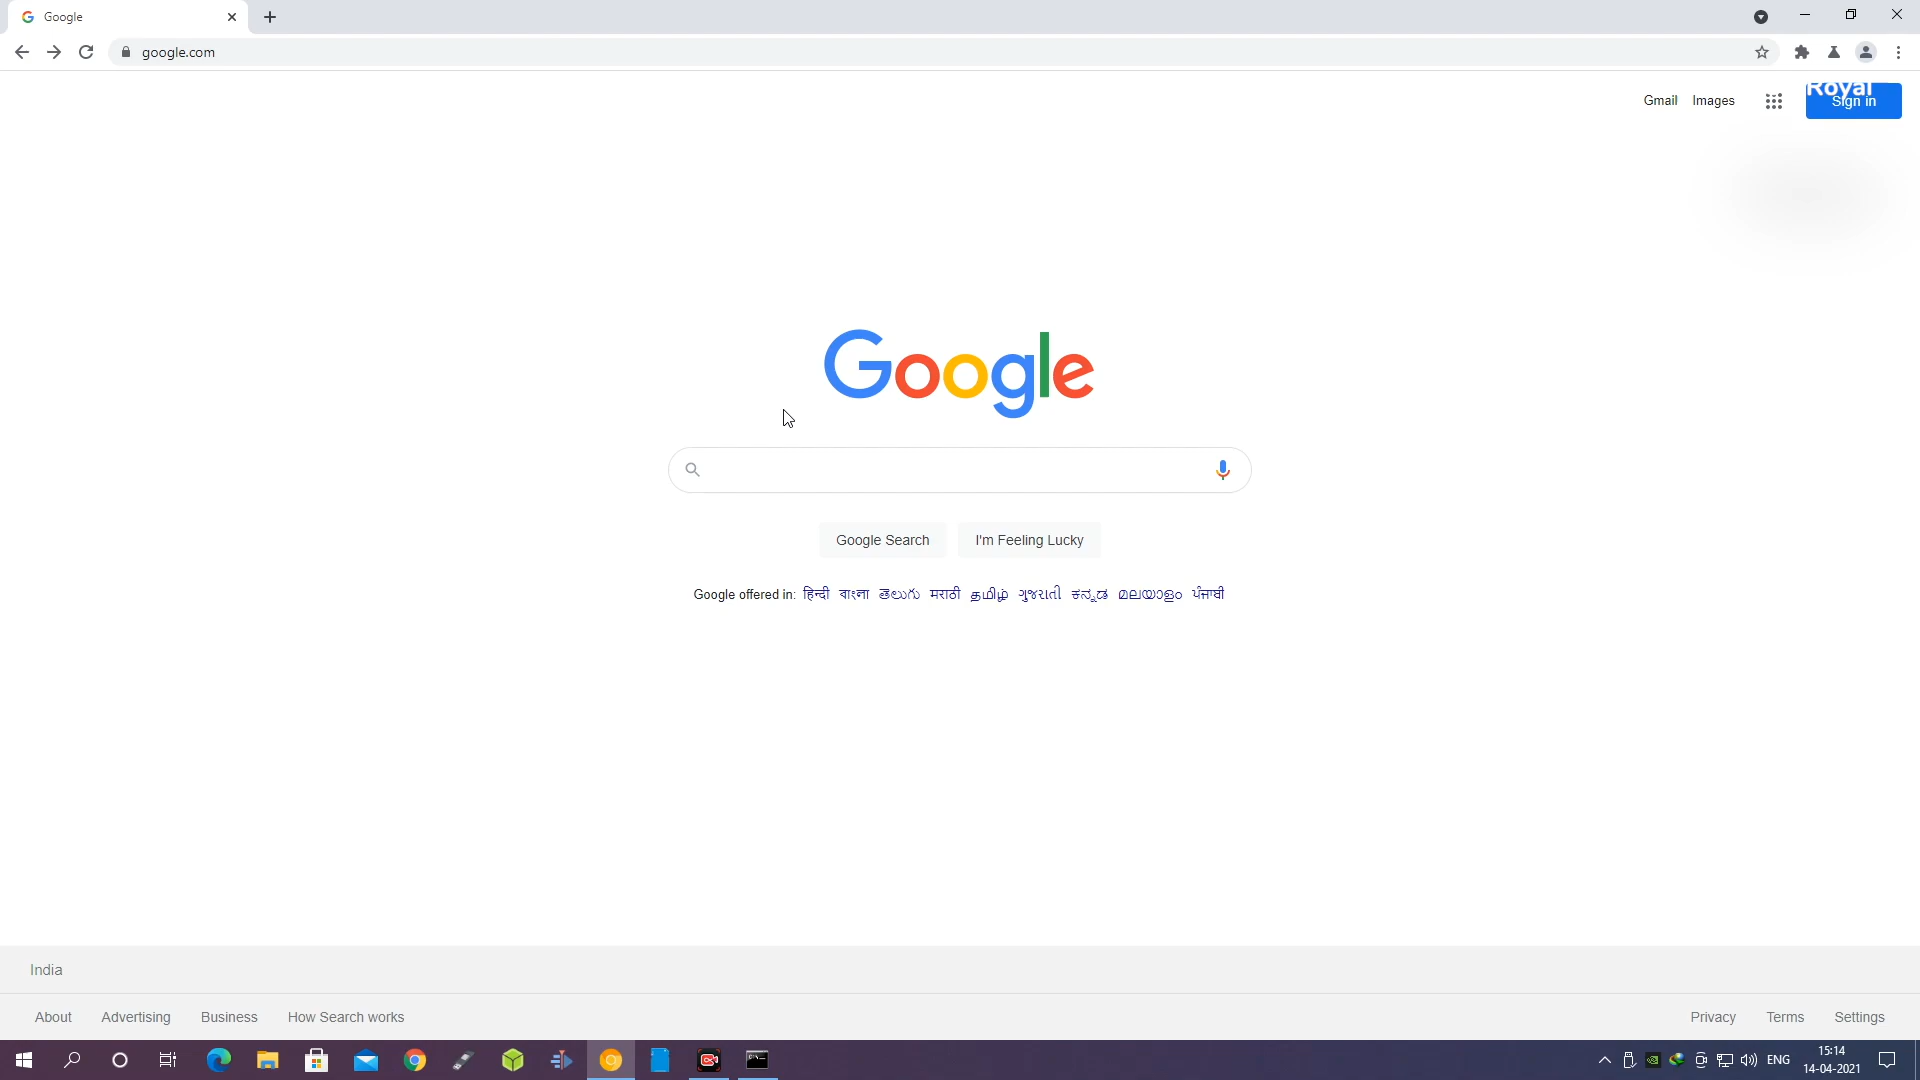 Google
google.com
Gmail Images
Royal
Sign in
Google
Google Search I'm Feeling Lucky
Google offered in: हिन्दी বাংলা తెలుగు मराठी தமிழ் ગુજરાતી ಕನ್ನಡ മലയാളം ਪੰਜਾਬੀ
India
About Advertising Business How Search works
Privacy Terms Settings
ENG
15:14
14-04-2021